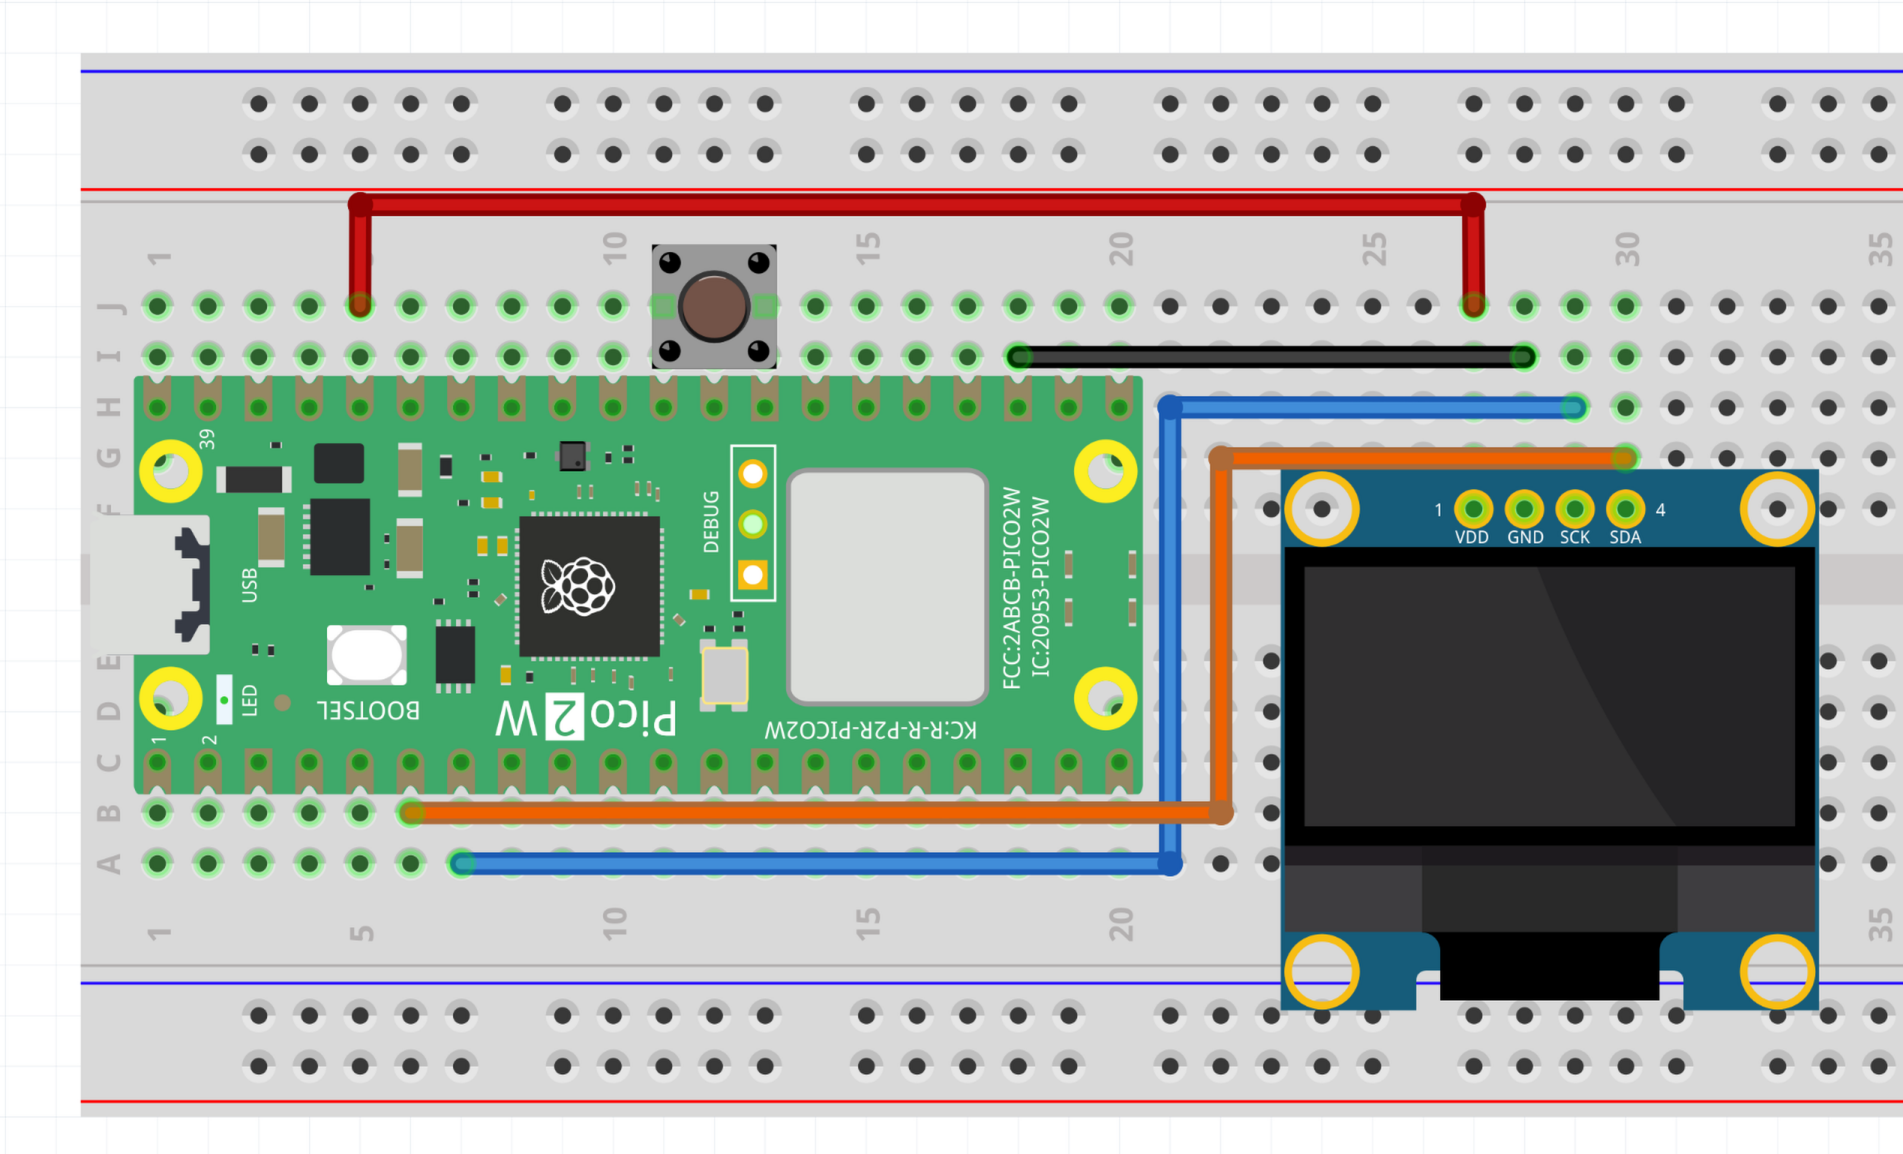 1 10 15 20 25 30 35
J
I
H
G
F
E
D
C
B
A
39
USB
LED
1
2
BOOTSEL
DEBUG
Pico 2 W
FCC:2ABCB-PICO2W
IC:20953-PICO2W
KC:R-R-P2R-PICO2W
1 4
VDD GND SCK SDA
1 5 10 15 20 35